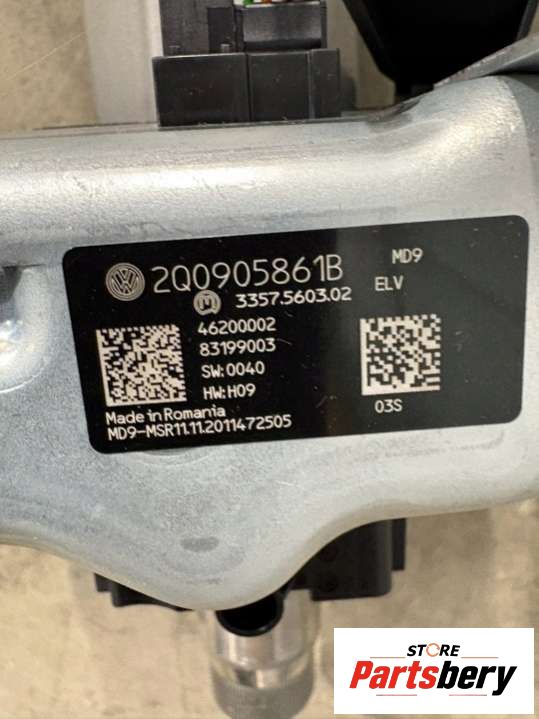 2Q0905861B
MD9
3357.5603.02
ELV
46200002
83199003
SW:0040
HW:H09
Made in Romania
03S
MD9-MSR11.11.2011472505
STORE
Partsbery